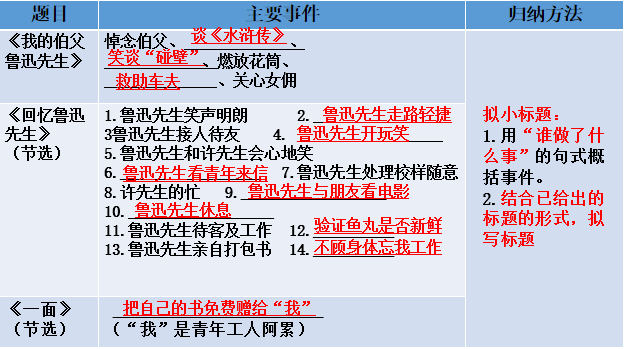 题目 主要事件 归纳方法
《我的伯父鲁迅先生》
悼念伯父、谈《水浒传》、
笑谈“碰壁”、燃放花筒、
救助车夫、关心女佣
《回忆鲁迅先生》
（节选）
1.鲁迅先生笑声明朗 2.鲁迅先生走路轻捷
3鲁迅先生接人待友 4.鲁迅先生开玩笑
5.鲁迅先生和许先生会心地笑
6.鲁迅先生看青年来信 7.鲁迅先生处理校样随意
8.许先生的忙 9.鲁迅先生与朋友看电影
10.鲁迅先生休息
11.鲁迅先生待客及工作 12.验证鱼丸是否新鲜
13.鲁迅先生亲自打包书 14.不顾身体忘我工作
拟小标题：
1.用“谁做了什
么事”的句式概
括事件。
2.结合已给出的
标题的形式，拟
写标题
《一面》
（节选）
把自己的书免费赠给“我”
（“我”是青年工人阿累）